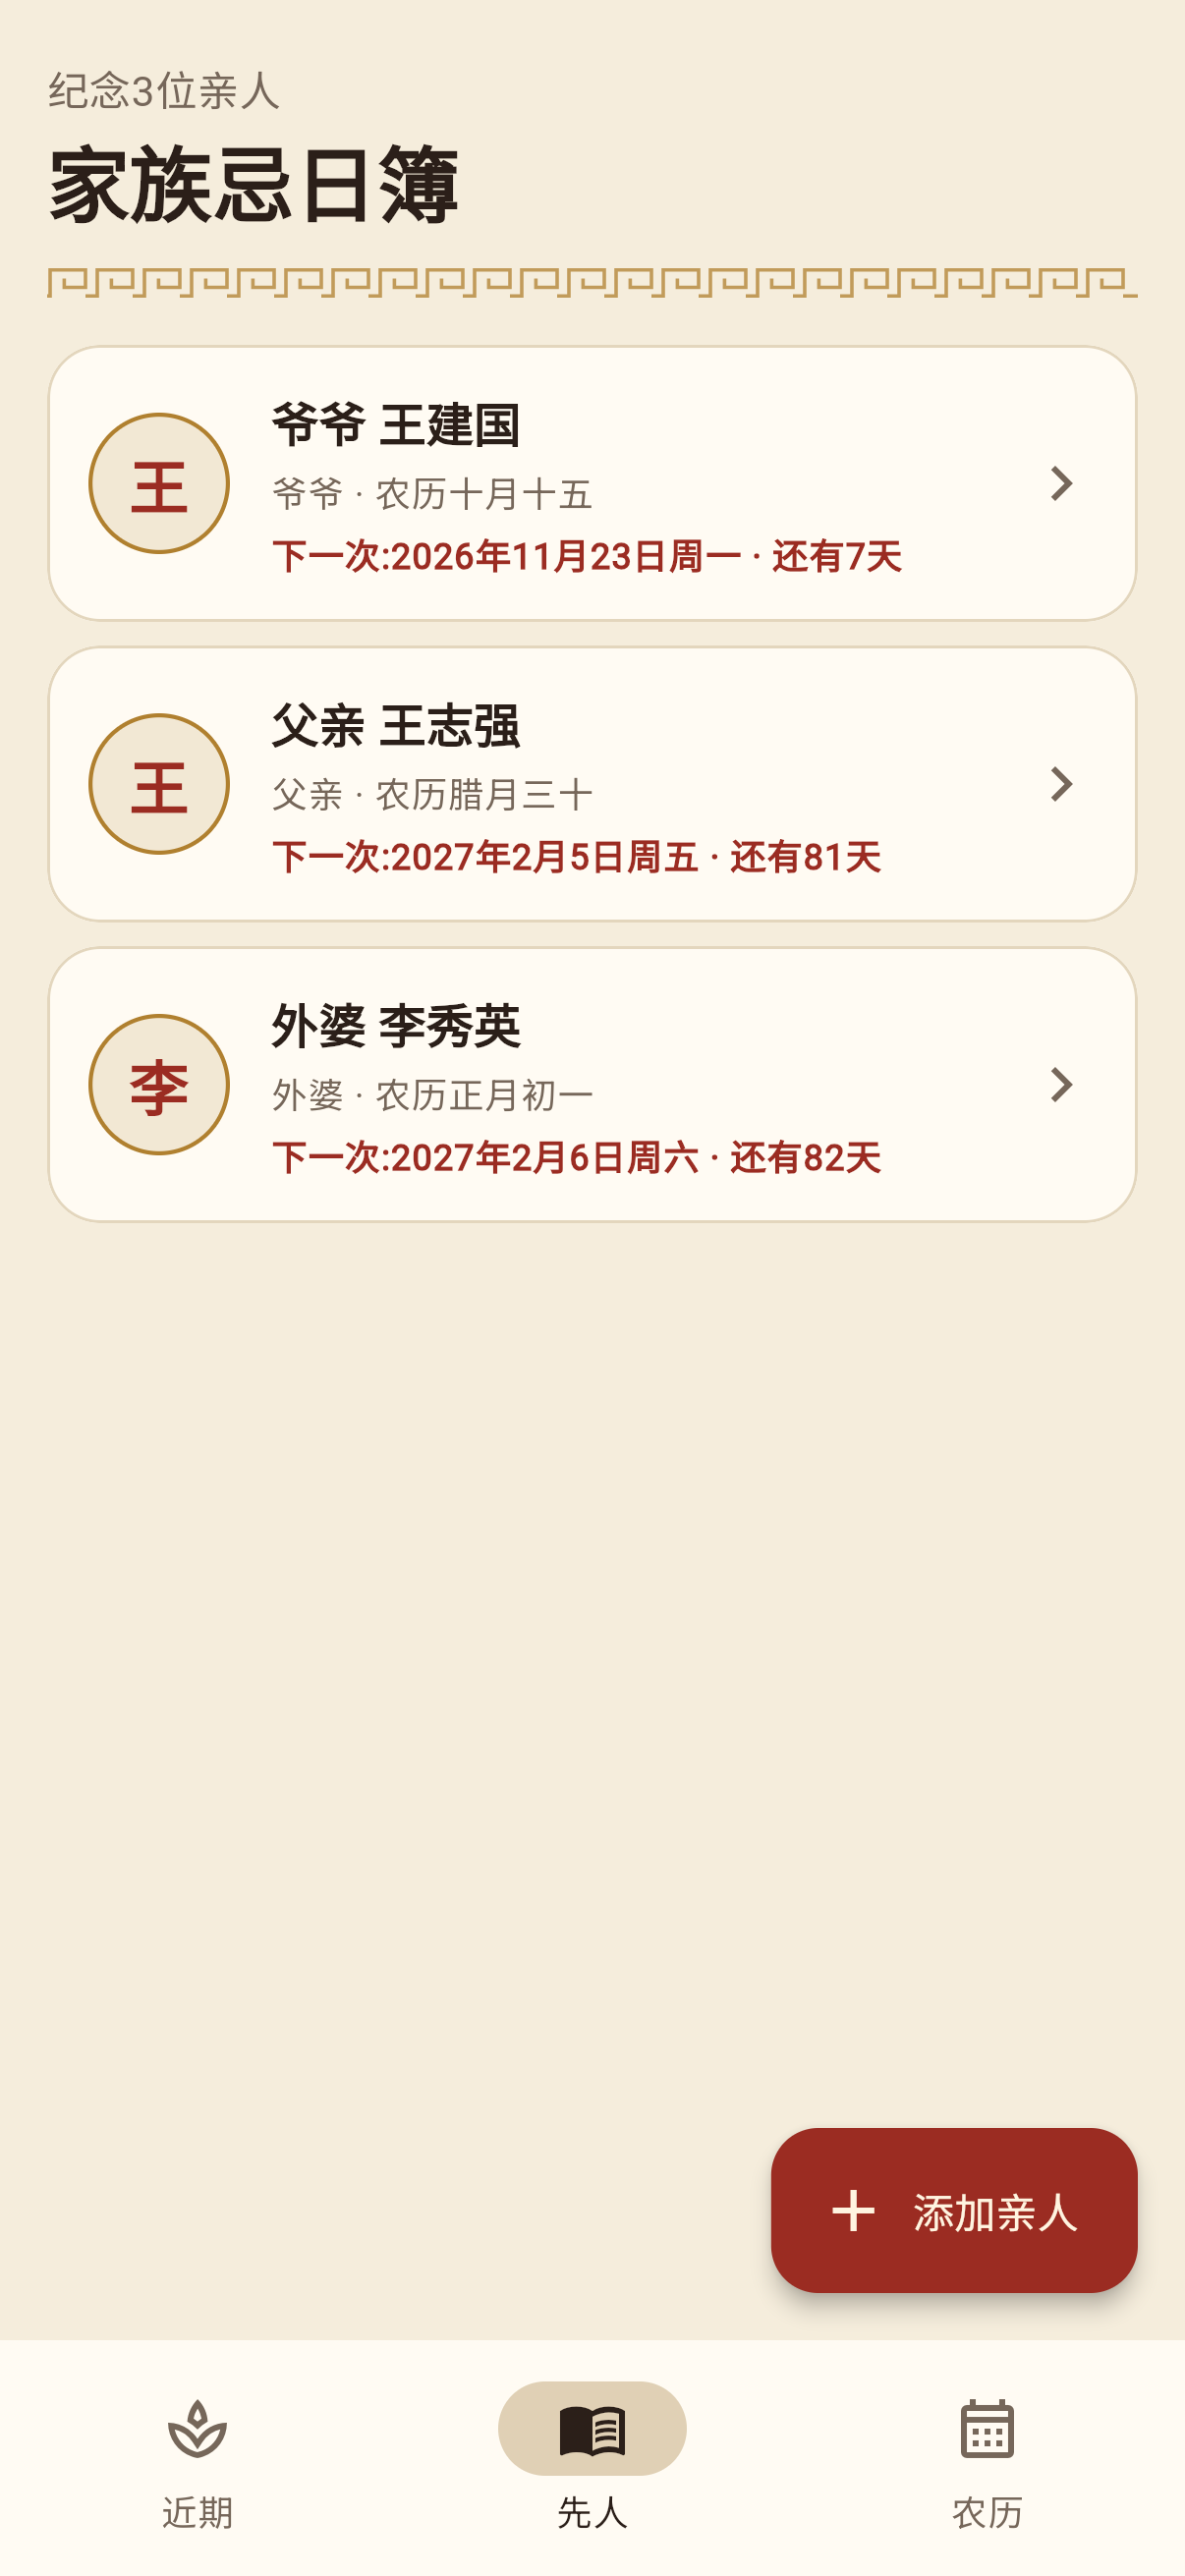 纪念3位亲人
家族忌日簿
王
爷爷 王建国
爷爷 · 农历十月十五
下一次:2026年11月23日周一 · 还有7天
王
父亲 王志强
父亲 · 农历腊月三十
下一次:2027年2月5日周五 · 还有81天
李
外婆 李秀英
外婆 · 农历正月初一
下一次:2027年2月6日周六 · 还有82天
添加亲人
近期
先人
农历